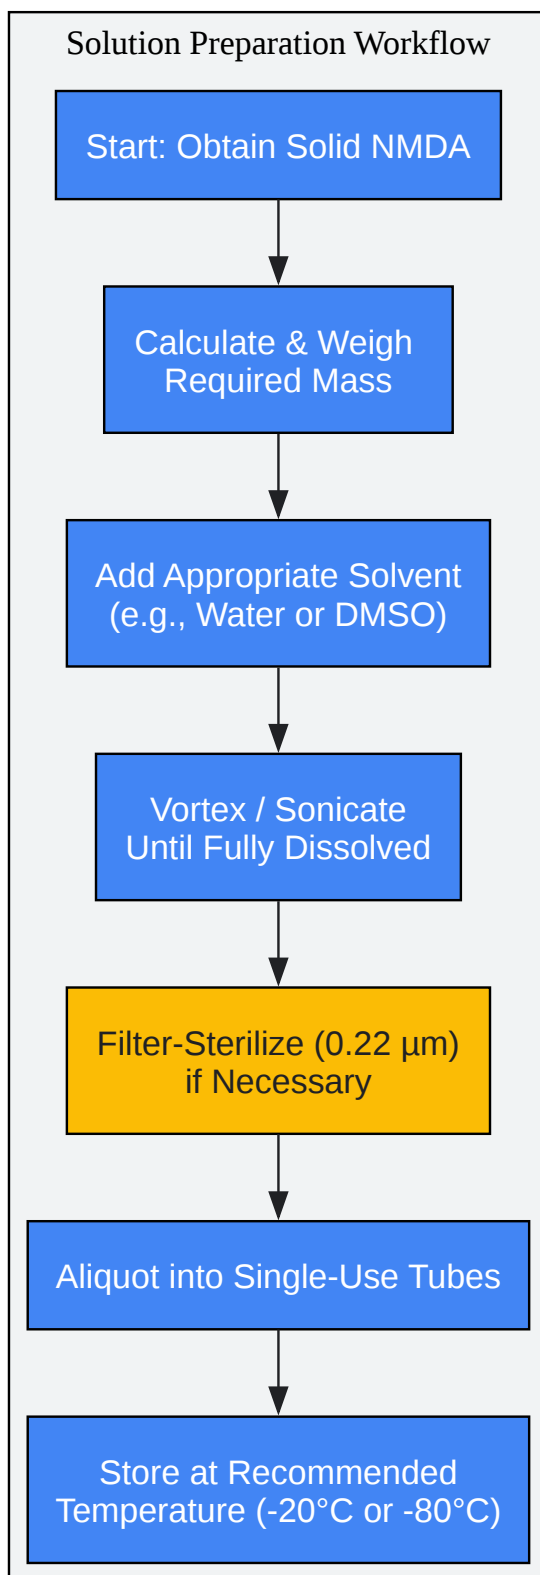 Solution Preparation Workflow
Start: Obtain Solid NMDA
Calculate & Weigh
Required Mass
Add Appropriate Solvent
(e.g., Water or DMSO)
Vortex / Sonicate
Until Fully Dissolved
Filter-Sterilize (0.22 µm)
if Necessary
Aliquot into Single-Use Tubes
Store at Recommended
Temperature (-20°C or -80°C)